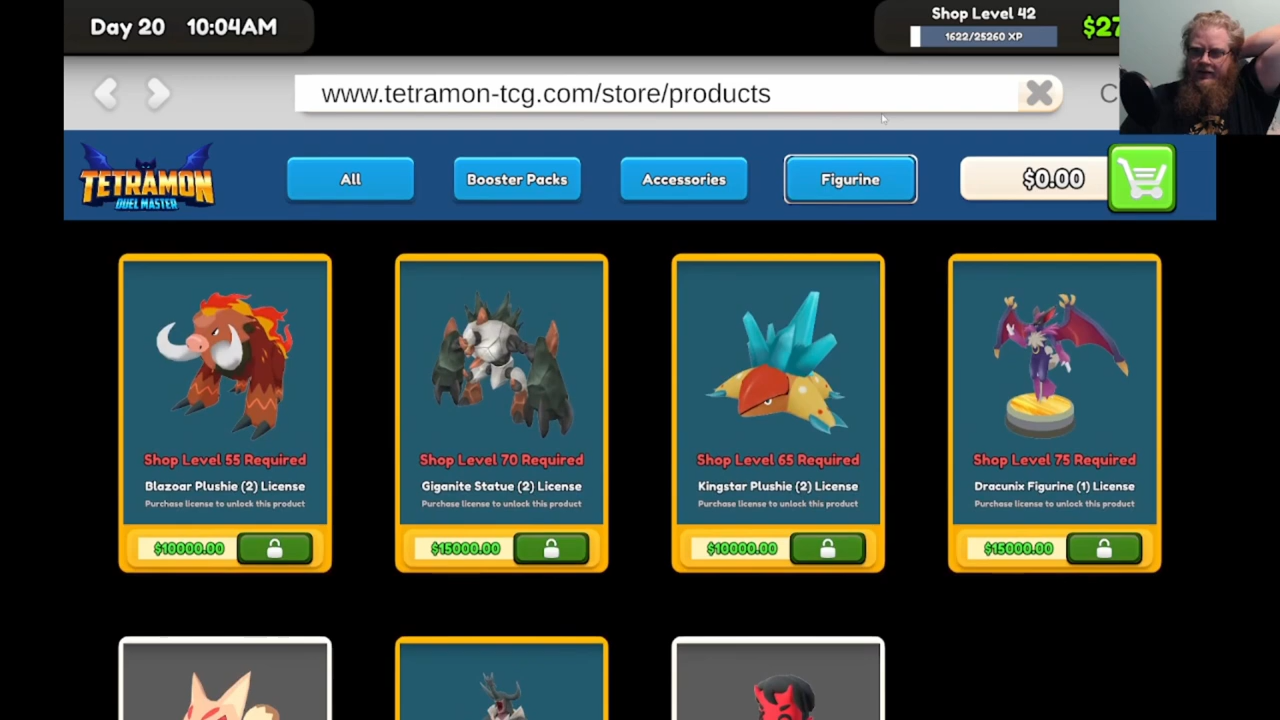 Day 20 10:04AM
Shop Level 42
1622/25260 XP
$27
www.tetramon-tcg.com/store/products
TETRAMON
DUEL MASTER
All
Booster Packs
Accessories
Figurine
$0.00
Shop Level 55 Required
Blazoar Plushie (2) License
Purchase license to unlock this product
$10000.00
Shop Level 70 Required
Giganite Statue (2) License
Purchase license to unlock this product
$15000.00
Shop Level 65 Required
Kingstar Plushie (2) License
Purchase license to unlock this product
$10000.00
Shop Level 75 Required
Dracunix Figurine (1) License
Purchase license to unlock this product
$15000.00